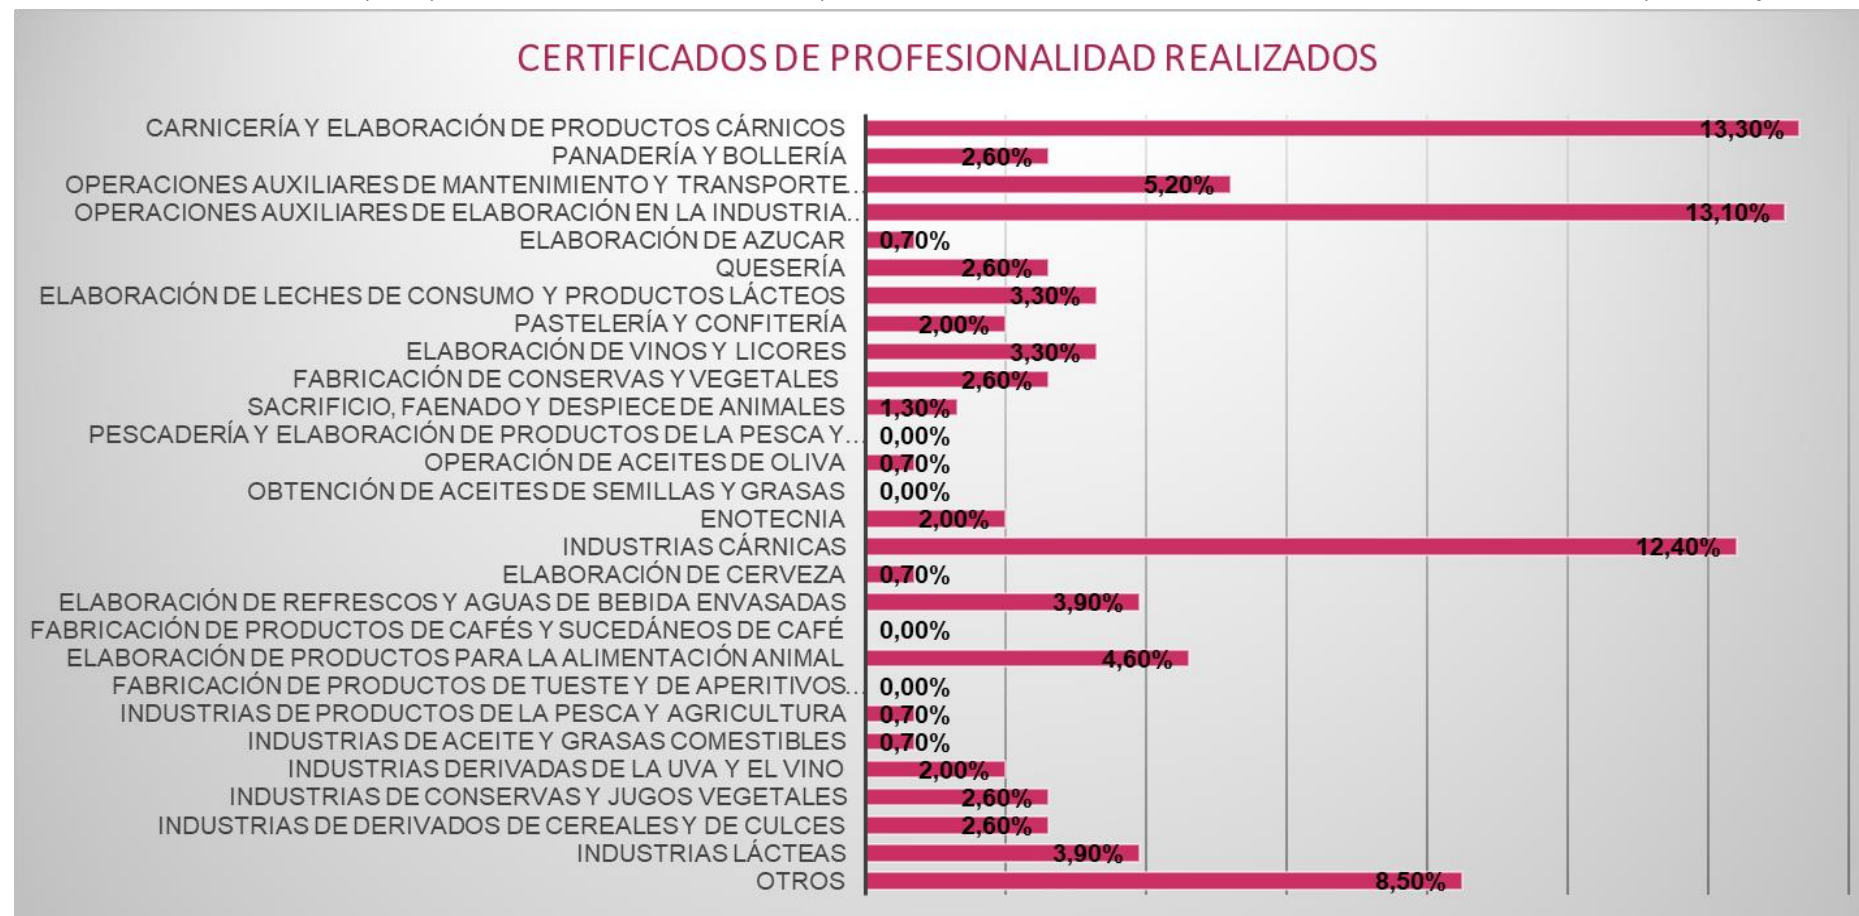 CERTIFICADOS DE PROFESIONALIDAD REALIZADOS
CARNICERÍA Y ELABORACIÓN DE PRODUCTOS CÁRNICOS 13,30%
PANADERÍA Y BOLLERÍA 2,60%
OPERACIONES AUXILIARES DE MANTENIMIENTO Y TRANSPORTE… 5,20%
OPERACIONES AUXILIARES DE ELABORACIÓN EN LA INDUSTRIA… 13,10%
ELABORACIÓN DE AZUCAR 0,70%
QUESERÍA 2,60%
ELABORACIÓN DE LECHES DE CONSUMO Y PRODUCTOS LÁCTEOS 3,30%
PASTELERÍA Y CONFITERÍA 2,00%
ELABORACIÓN DE VINOS Y LICORES 3,30%
FABRICACIÓN DE CONSERVAS Y VEGETALES 2,60%
SACRIFICIO, FAENADO Y DESPIECE DE ANIMALES 1,30%
PESCADERÍA Y ELABORACIÓN DE PRODUCTOS DE LA PESCA Y… 0,00%
OPERACIÓN DE ACEITES DE OLIVA 0,70%
OBTENCIÓN DE ACEITES DE SEMILLAS Y GRASAS 0,00%
ENOTECNIA 2,00%
INDUSTRIAS CÁRNICAS 12,40%
ELABORACIÓN DE CERVEZA 0,70%
ELABORACIÓN DE REFRESCOS Y AGUAS DE BEBIDA ENVASADAS 3,90%
FABRICACIÓN DE PRODUCTOS DE CAFÉS Y SUCEDÁNEOS DE CAFÉ 0,00%
ELABORACIÓN DE PRODUCTOS PARA LA ALIMENTACIÓN ANIMAL 4,60%
FABRICACIÓN DE PRODUCTOS DE TUESTE Y DE APERITIVOS… 0,00%
INDUSTRIAS DE PRODUCTOS DE LA PESCA Y AGRICULTURA 0,70%
INDUSTRIAS DE ACEITE Y GRASAS COMESTIBLES 0,70%
INDUSTRIAS DERIVADAS DE LA UVA Y EL VINO 2,00%
INDUSTRIAS DE CONSERVAS Y JUGOS VEGETALES 2,60%
INDUSTRIAS DE DERIVADOS DE CEREALES Y DE CULCES 2,60%
INDUSTRIAS LÁCTEAS 3,90%
OTROS 8,50%